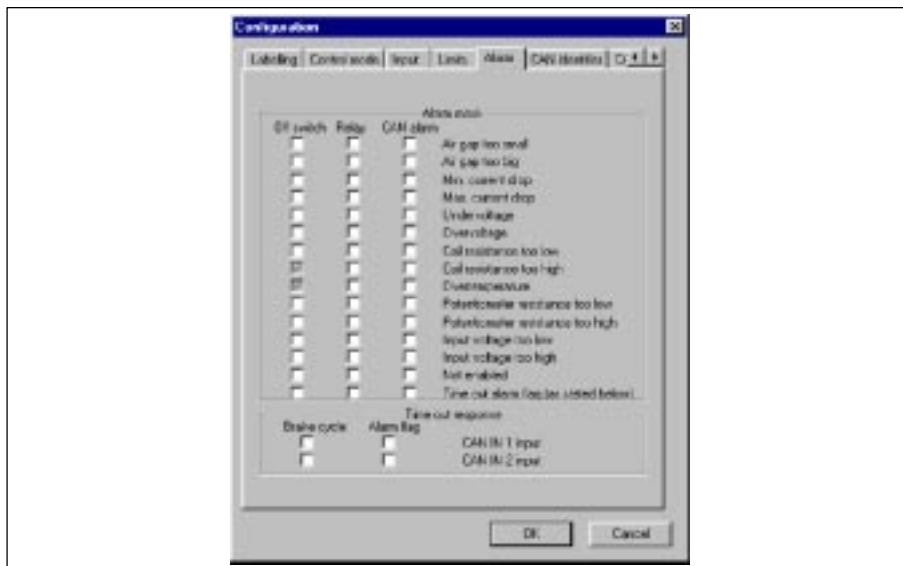 Configuration
Labeling Control mode Input Limits Alarm CAN identifier
Alarm mask
Off switch Relay CAN alarm
Air gap too small
Air gap too big
Min. current drop
Max. current drop
Under voltage
Overvoltage
Coil resistance too low
Coil resistance too high
Overtemperature
Potentiometer resistance too low
Potentiometer resistance too high
Input voltage too low
Input voltage too high
Not enabled
Time out alarm flag (as stated below)
Time out response
Brake cycle Alarm flag
CAN IN 1 input
CAN IN 2 input
OK Cancel